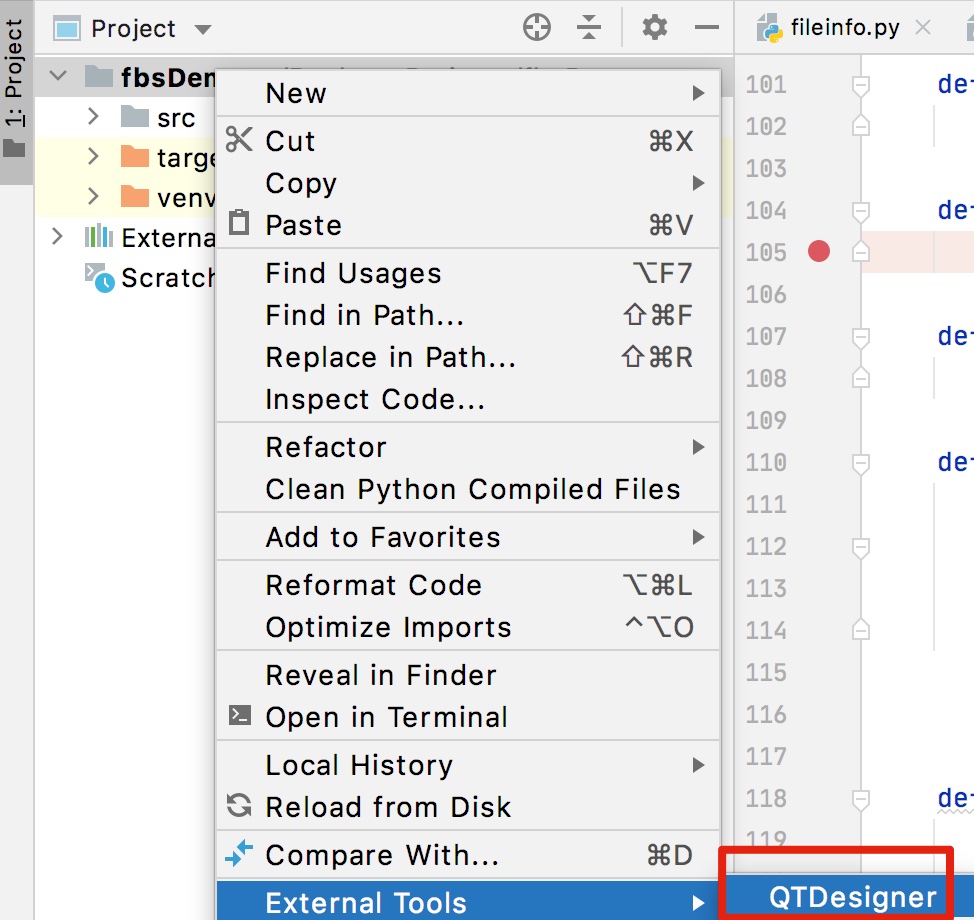 Project
fileinfo.py
1: Project
fbsDem
src
targe
venv
Externa
Scratch
New
Cut ⌘X
Copy
Paste ⌘V
Find Usages ⌥F7
Find in Path... ⇧⌘F
Replace in Path... ⇧⌘R
Inspect Code...
Refactor
Clean Python Compiled Files
Add to Favorites
Reformat Code ⌥⌘L
Optimize Imports ^⌥O
Reveal in Finder
Open in Terminal
Local History
Reload from Disk
Compare With... ⌘D
External Tools
QTDesigner
101 def
102
103
104 def
105
106
107 def
108
109
110 def
111
112
113
114
115
116
117
118 def
119